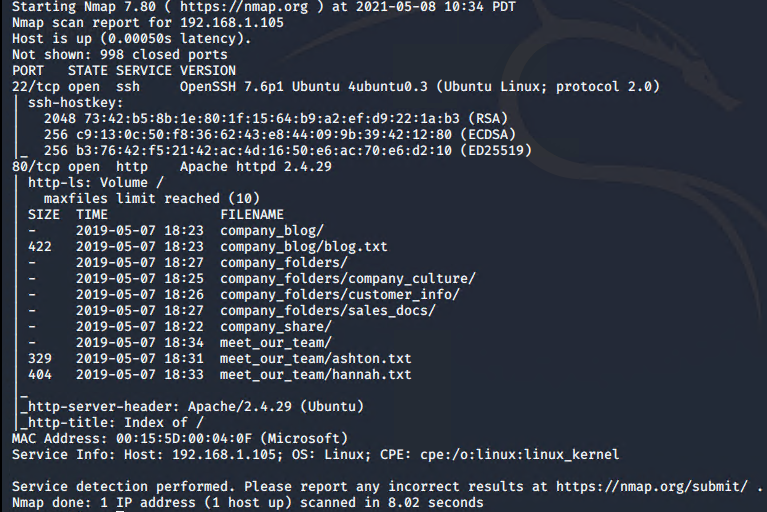 Starting Nmap 7.80 ( https://nmap.org ) at 2021-05-08 10:34 PDT
Nmap scan report for 192.168.1.105
Host is up (0.00050s latency).
Not shown: 998 closed ports
PORT   STATE SERVICE VERSION
22/tcp open  ssh     OpenSSH 7.6p1 Ubuntu 4ubuntu0.3 (Ubuntu Linux; protocol 2.0)
| ssh-hostkey:
|   2048 73:42:b5:8b:1e:80:1f:15:64:b9:a2:ef:d9:22:1a:b3 (RSA)
|   256 c9:13:0c:50:f8:36:62:43:e8:44:09:9b:39:42:12:80 (ECDSA)
|_  256 b3:76:42:f5:21:42:ac:4d:16:50:e6:ac:70:e6:d2:10 (ED25519)
80/tcp open  http    Apache httpd 2.4.29
| http-ls: Volume /
|   maxfiles limit reached (10)
| SIZE  TIME              FILENAME
| -     2019-05-07 18:23  company_blog/
| 422   2019-05-07 18:23  company_blog/blog.txt
| -     2019-05-07 18:27  company_folders/
| -     2019-05-07 18:25  company_folders/company_culture/
| -     2019-05-07 18:26  company_folders/customer_info/
| -     2019-05-07 18:27  company_folders/sales_docs/
| -     2019-05-07 18:22  company_share/
| -     2019-05-07 18:34  meet_our_team/
| 329   2019-05-07 18:31  meet_our_team/ashton.txt
| 404   2019-05-07 18:33  meet_our_team/hannah.txt
|_
|_http-server-header: Apache/2.4.29 (Ubuntu)
|_http-title: Index of /
MAC Address: 00:15:5D:00:04:0F (Microsoft)
Service Info: Host: 192.168.1.105; OS: Linux; CPE: cpe:/o:linux:linux_kernel

Service detection performed. Please report any incorrect results at https://nmap.org/submit/ .
Nmap done: 1 IP address (1 host up) scanned in 8.02 seconds